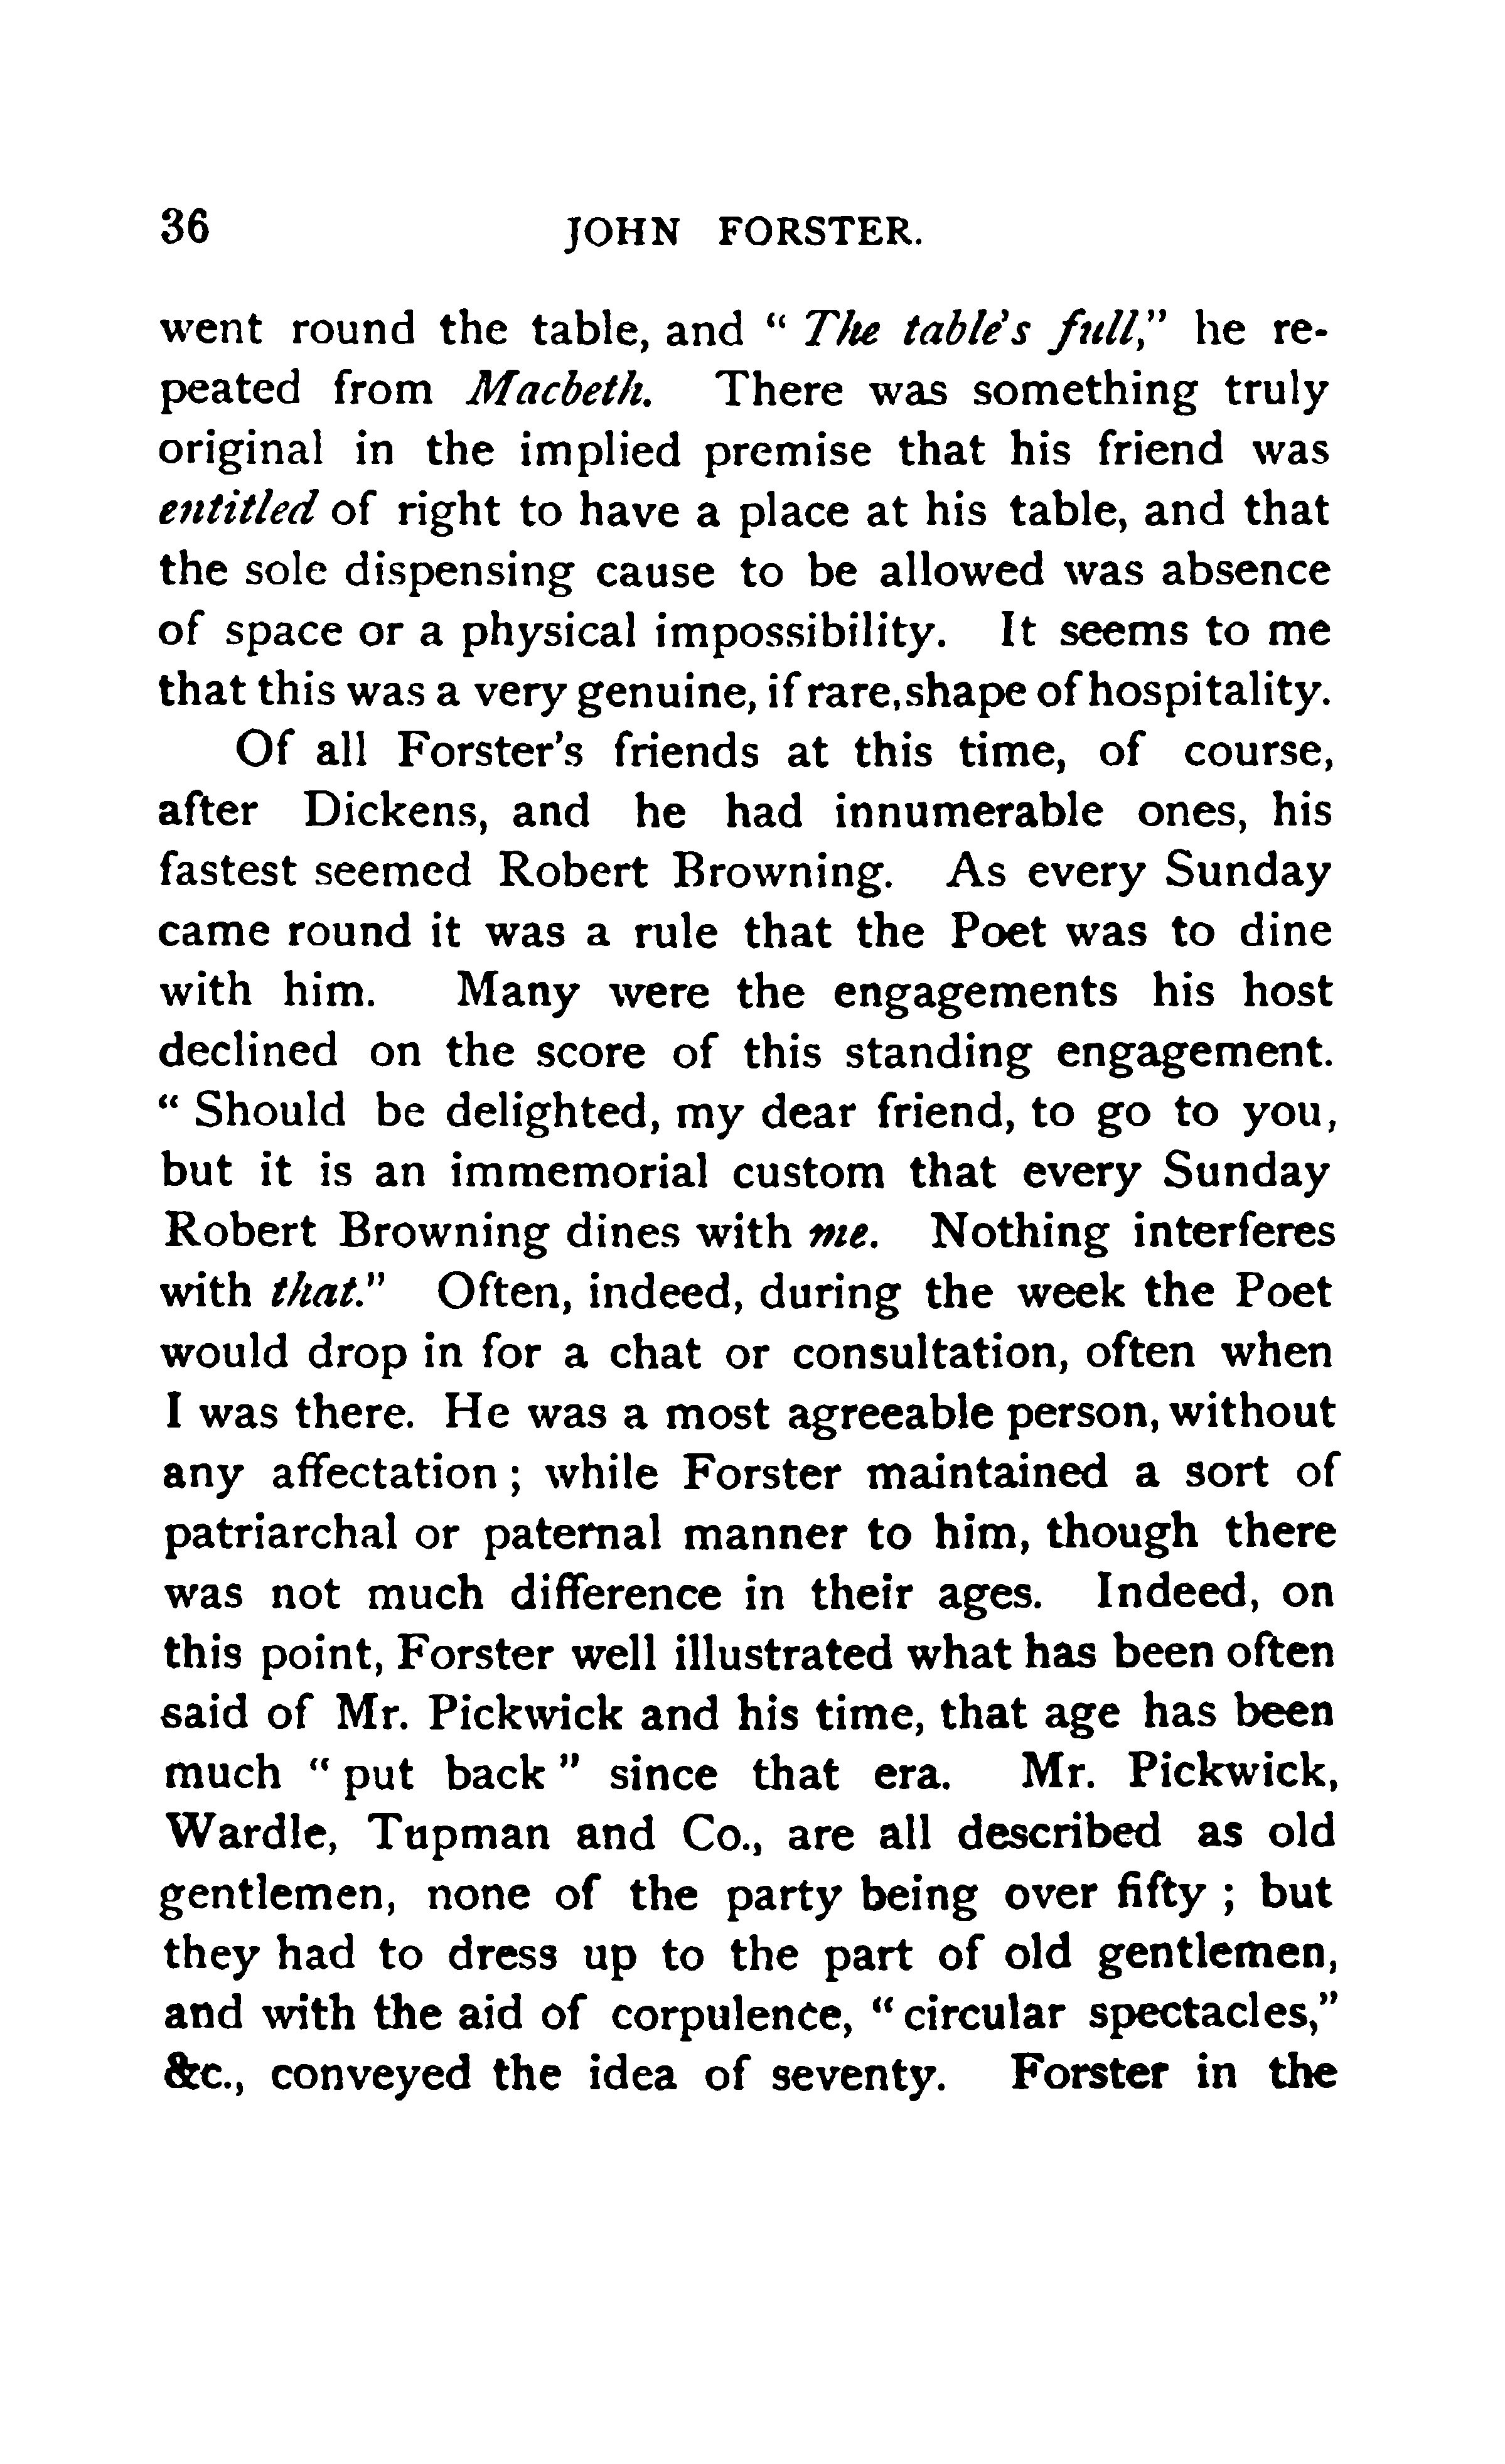 36 JOHN FORSTER.
went round the table, and " The table's full," he re-
peated from Macbeth. There was something truly
original in the implied premise that his friend was
entitled of right to have a place at his table, and that
the sole dispensing cause to be allowed was absence
of space or a physical impossibility. It seems to me
that this was a very genuine, if rare, shape of hospitality.
Of all Forster's friends at this time, of course,
after Dickens, and he had innumerable ones, his
fastest seemed Robert Browning. As every Sunday
came round it was a rule that the Poet was to dine
with him. Many were the engagements his host
declined on the score of this standing engagement.
" Should be delighted, my dear friend, to go to you,
but it is an immemorial custom that every Sunday
Robert Browning dines with me. Nothing interferes
with that." Often, indeed, during the week the Poet
would drop in for a chat or consultation, often when
I was there. He was a most agreeable person, without
any affectation ; while Forster maintained a sort of
patriarchal or paternal manner to him, though there
was not much difference in their ages. Indeed, on
this point, Forster well illustrated what has been often
said of Mr. Pickwick and his time, that age has been
much " put back " since that era. Mr. Pickwick,
Wardle, Tupman and Co., are all described as old
gentlemen, none of the party being over fifty ; but
they had to dress up to the part of old gentlemen,
and with the aid of corpulence, " circular spectacles,"
&c., conveyed the idea of seventy. Forster in the